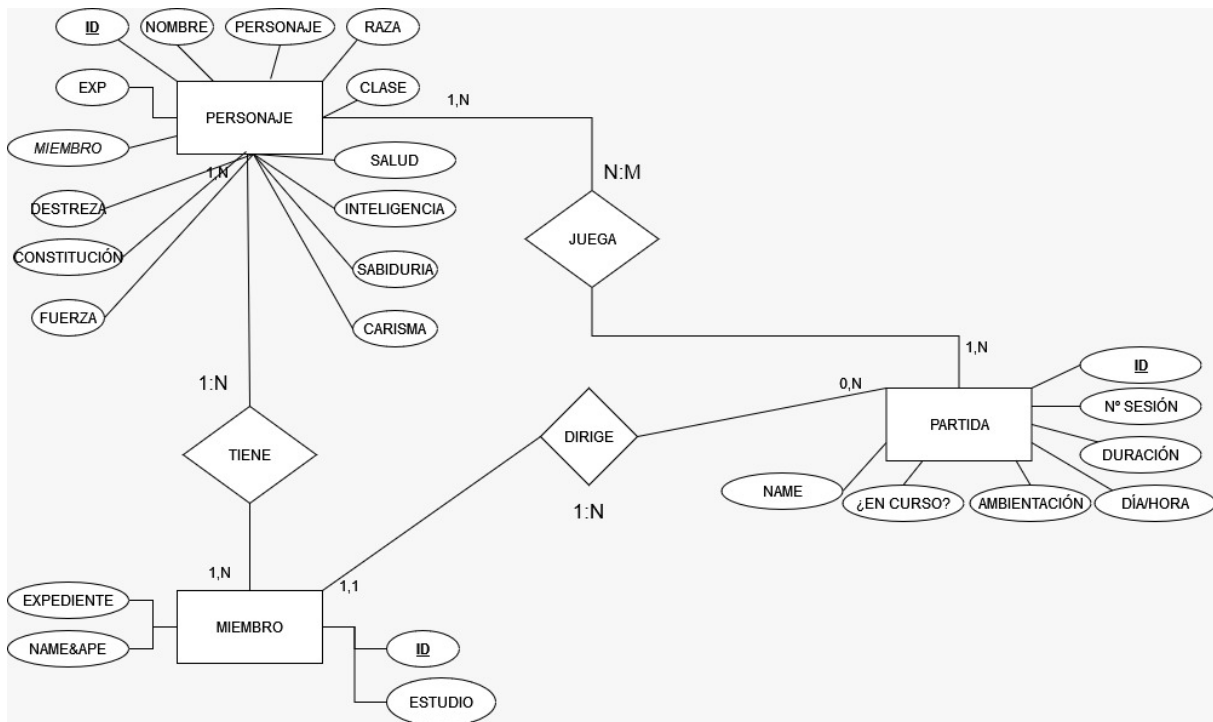 ID
NOMBRE
PERSONAJE
RAZA
EXP
CLASE
1,N
PERSONAJE
MIEMBRO
SALUD
1,N
N:M
DESTREZA
INTELIGENCIA
JUEGA
CONSTITUCIÓN
SABIDURIA
FUERZA
CARISMA
1,N
ID
1:N
0,N
Nº SESIÓN
PARTIDA
DIRIGE
TIENE
DURACIÓN
NAME
¿EN CURSO?
AMBIENTACIÓN
DÍA/HORA
1:N
1,N
1,1
EXPEDIENTE
MIEMBRO
NAME&APE
ID
ESTUDIO